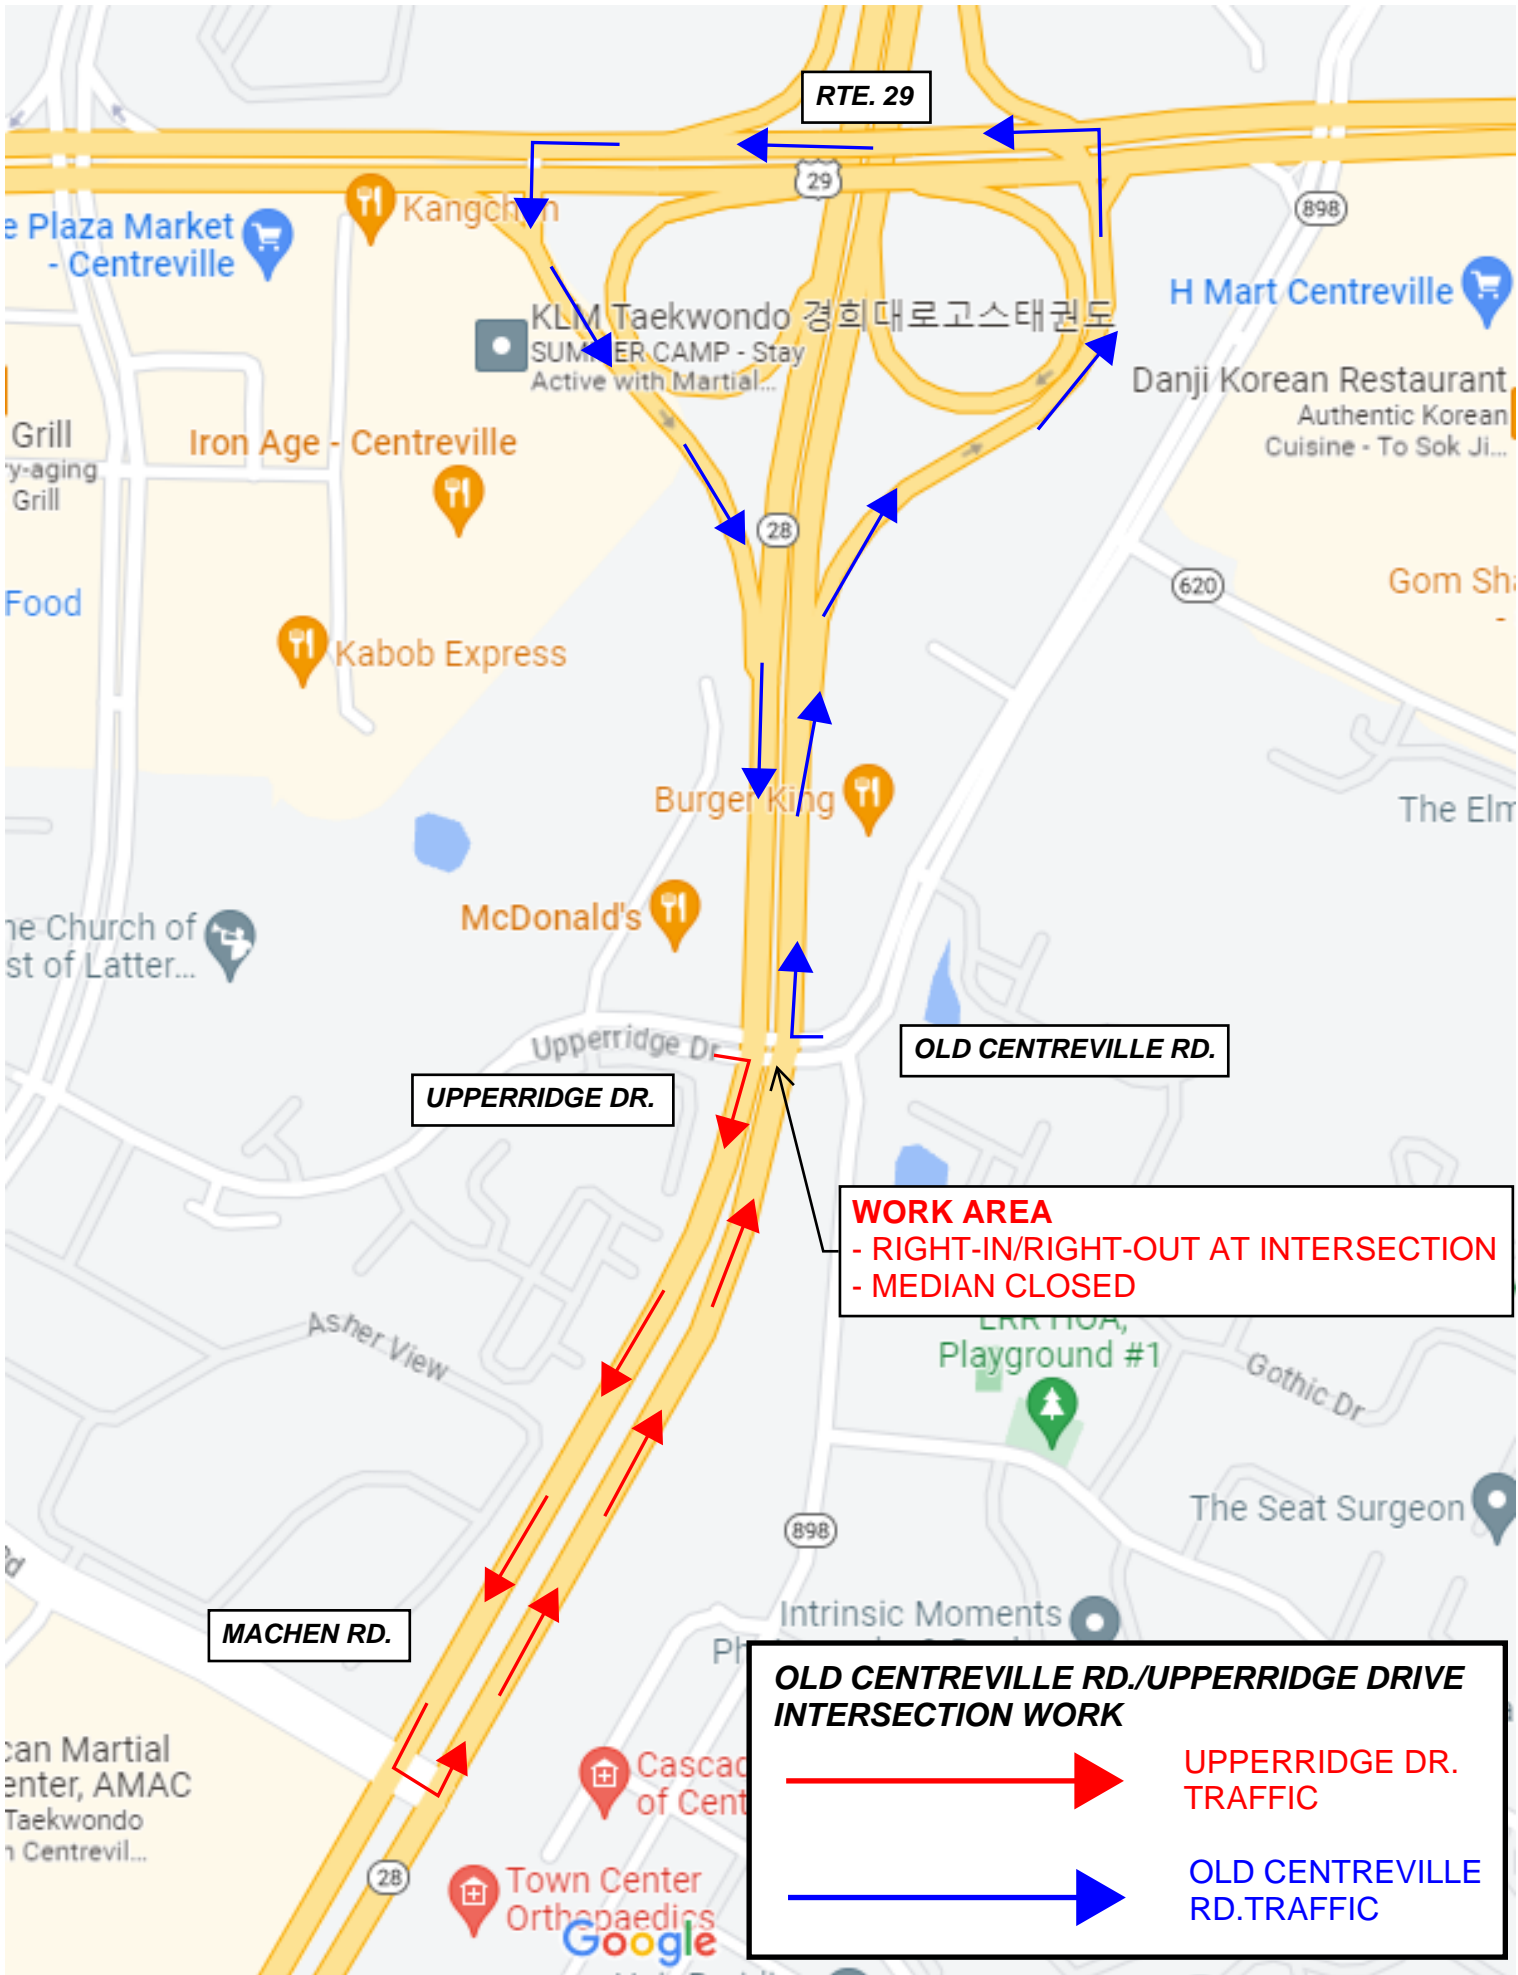 RTE. 29
29
898
Kangch n
e Plaza Market
- Centreville
H Mart Centreville
KLM Taekwondo 경희대로고스태권도
SUMMER CAMP - Stay
Active with Martial...
Danji Korean Restaurant
Authentic Korean
Cuisine - To Sok Ji...
Grill
ry-aging
Grill
Iron Age - Centreville
28
620
Gom Sha
-
Food
Kabob Express
Burger King
The Elm
McDonald's
he Church of
st of Latter...
Upperridge Dr
OLD CENTREVILLE RD.
UPPERRIDGE DR.
WORK AREA
- RIGHT-IN/RIGHT-OUT AT INTERSECTION
- MEDIAN CLOSED
Playground #1
Asher View
Gothic Dr
The Seat Surgeon
898
Rd
Intrinsic Moments
Ph
MACHEN RD.
OLD CENTREVILLE RD./UPPERRIDGE DRIVE
INTERSECTION WORK
UPPERRIDGE DR.
TRAFFIC
OLD CENTREVILLE
RD.TRAFFIC
can Martial
enter, AMAC
Taekwondo
n Centrevil...
Cascad
of Cent
28
Town Center
Orthopaedics
Google